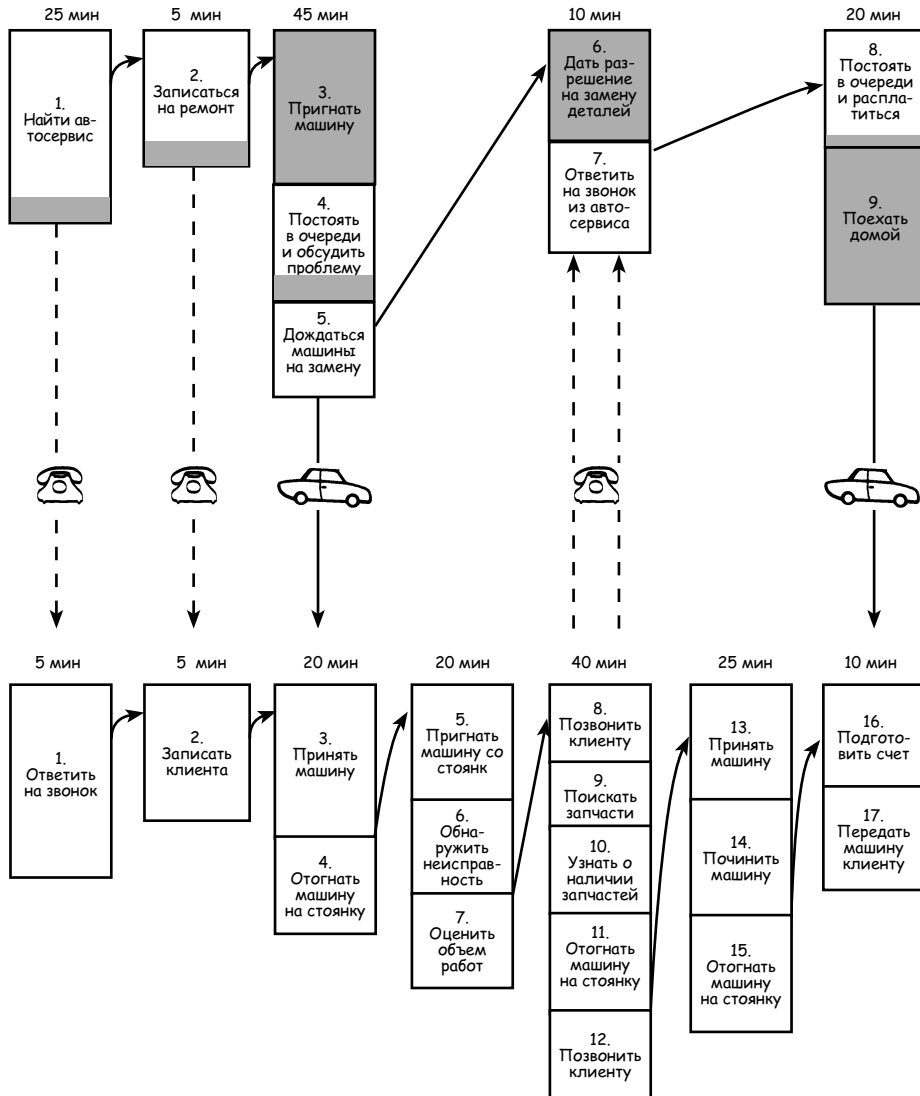 25 мин
5 мин
45 мин
10 мин
20 мин
1.
Найти ав-
тосервис
2.
Записаться
на ремонт
3.
Пригнать
машину
4.
Постоять
в очереди
и обсудить
проблему
5.
Дождаться
машины
на замену
6.
Дать раз-
решение
на замену
деталей
7.
Ответить
на звонок
из авто-
сервиса
8.
Постоять
в очереди
и распла-
титься
9.
Поехать
домой
5 мин
5 мин
20 мин
20 мин
40 мин
25 мин
10 мин
1.
Ответить
на звонок
2.
Записать
клиента
3.
Принять
машину
4.
Отогнать
машину
на стоянку
5.
Пригнать
машину со
стоянк
6.
Обна-
ружить
неисправ-
ность
7.
Оценить
объем
работ
8.
Позвонить
клиенту
9.
Поискать
запчасти
10.
Узнать о
наличии
запчастей
11.
Отогнать
машину
на стоянку
12.
Позвонить
клиенту
13.
Принять
машину
14.
Починить
машину
15.
Отогнать
машину
на стоянку
16.
Подгото-
вить счет
17.
Передать
машину
клиенту